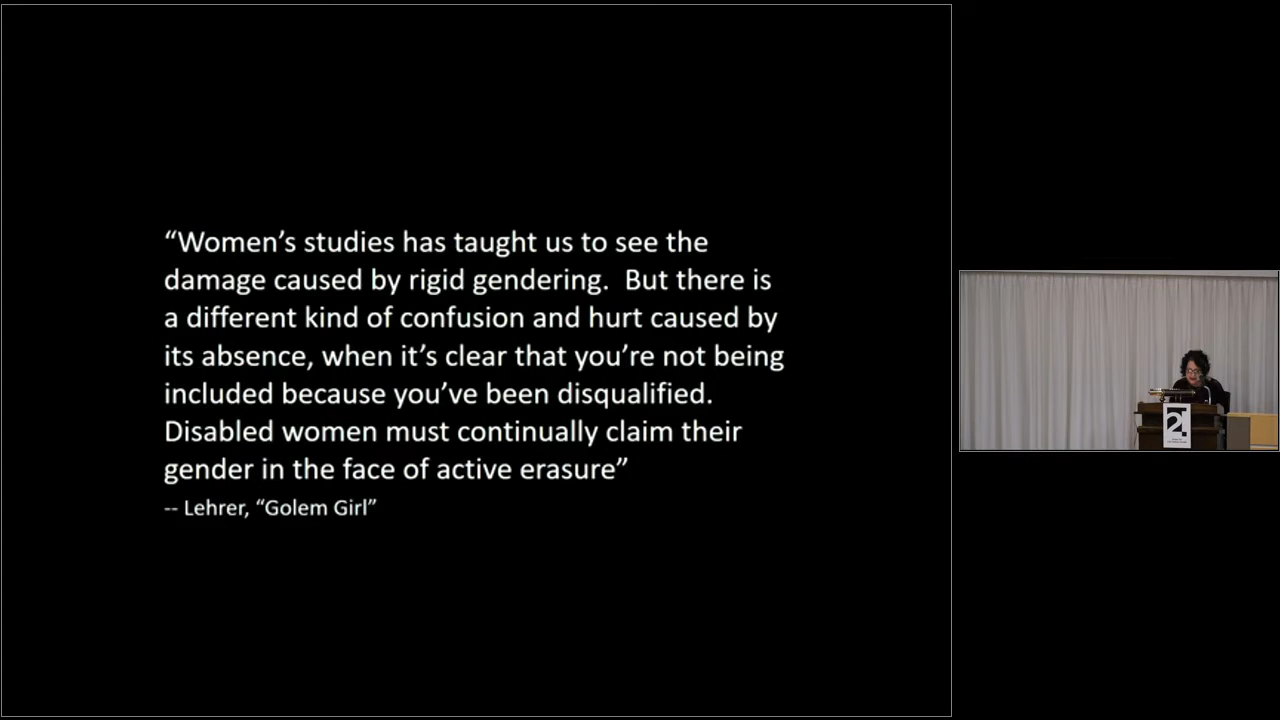 “Women’s studies has taught us to see the
damage caused by rigid gendering.  But there is
a different kind of confusion and hurt caused by
its absence, when it’s clear that you’re not being
included because you’ve been disqualified.
Disabled women must continually claim their
gender in the face of active erasure”
-- Lehrer, “Golem Girl”